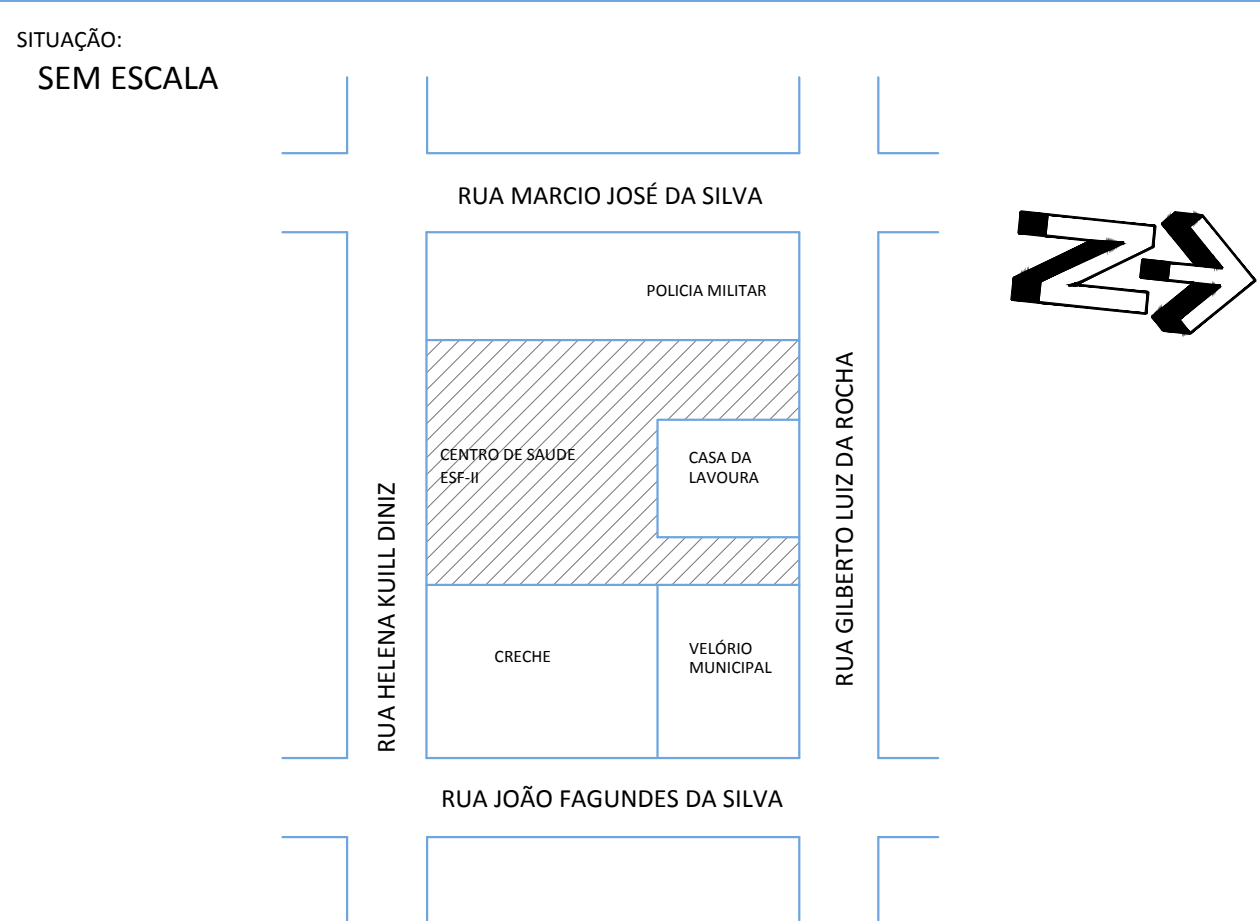 SITUAÇÃO:
SEM ESCALA
RUA MARCIO JOSÉ DA SILVA
POLICIA MILITAR
N
CENTRO DE SAUDE
ESF-II
CASA DA
LAVOURA
RUA HELENA KUILL DINIZ
RUA GILBERTO LUIZ DA ROCHA
CRECHE
VELÓRIO
MUNICIPAL
RUA JOÃO FAGUNDES DA SILVA